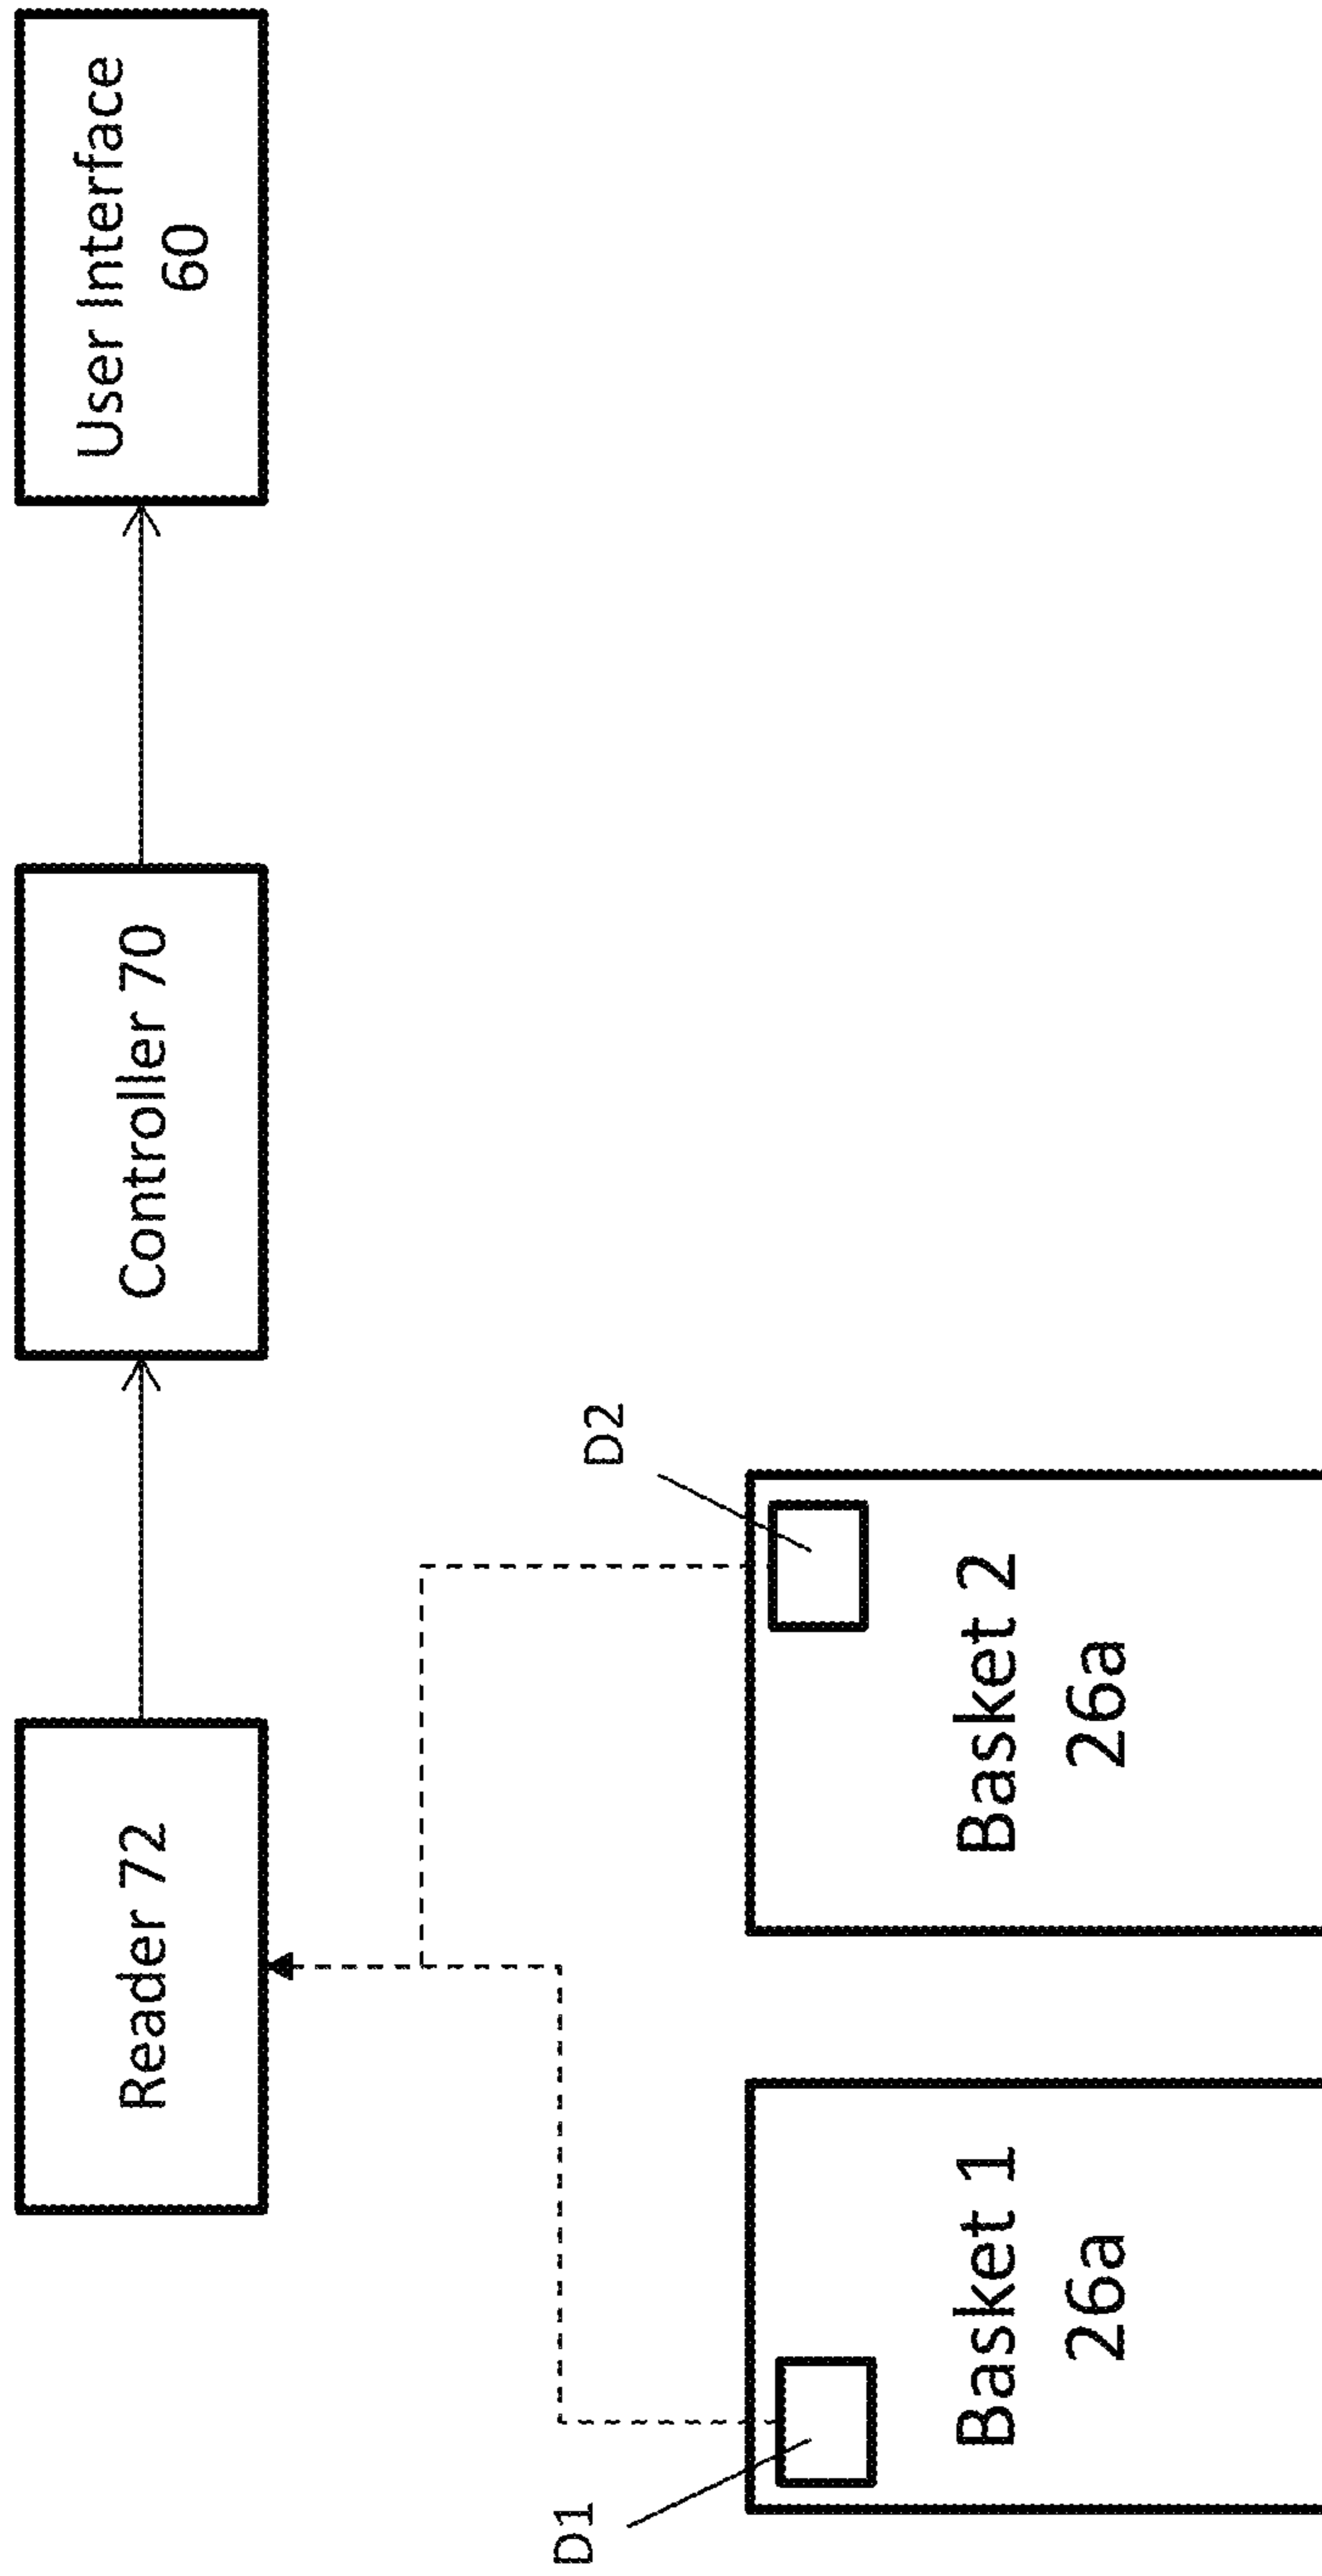 Reader 72
Controller 70
User Interface
60
D1
D2
Basket 1
26a
Basket 2
26a